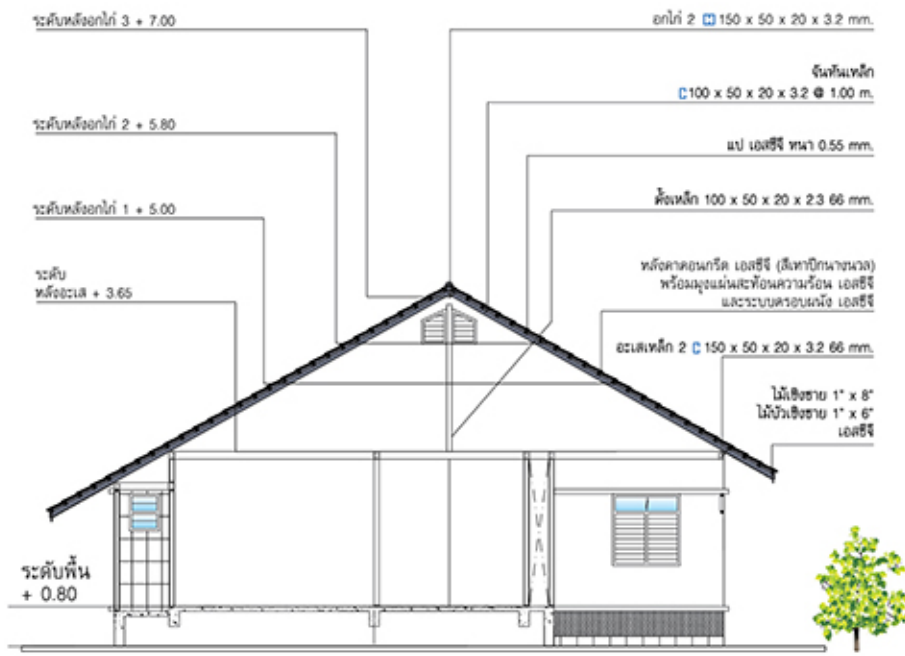 ระดับหลังอกไก่ 3 + 7.00
ระดับหลังอกไก่ 2 + 5.80
ระดับหลังอกไก่ 1 + 5.00
ระดับ
หลังอะเส + 3.65
ระดับพื้น
+ 0.80
อกไก่ 2 150 x 50 x 20 x 3.2 mm.
จันทันเหล็ก
C 100 x 50 x 20 x 3.2 @ 1.00 m.
แป เอสซีจี หนา 0.55 mm.
ดั้งเหล็ก 100 x 50 x 20 x 2.3 66 mm.
หลังคาคอนกรีต เอสซีจี (สีเทาปีกนางนวล)
พร้อมมุงแผ่นสะท้อนความร้อน เอสซีจี
และระบบครอบผนัง เอสซีจี
อะเสเหล็ก 2 C 150 x 50 x 20 x 3.2 66 mm.
ไม้เชิงชาย 1" x 8"
ไม้บัวเชิงชาย 1" x 6"
เอสซีจี